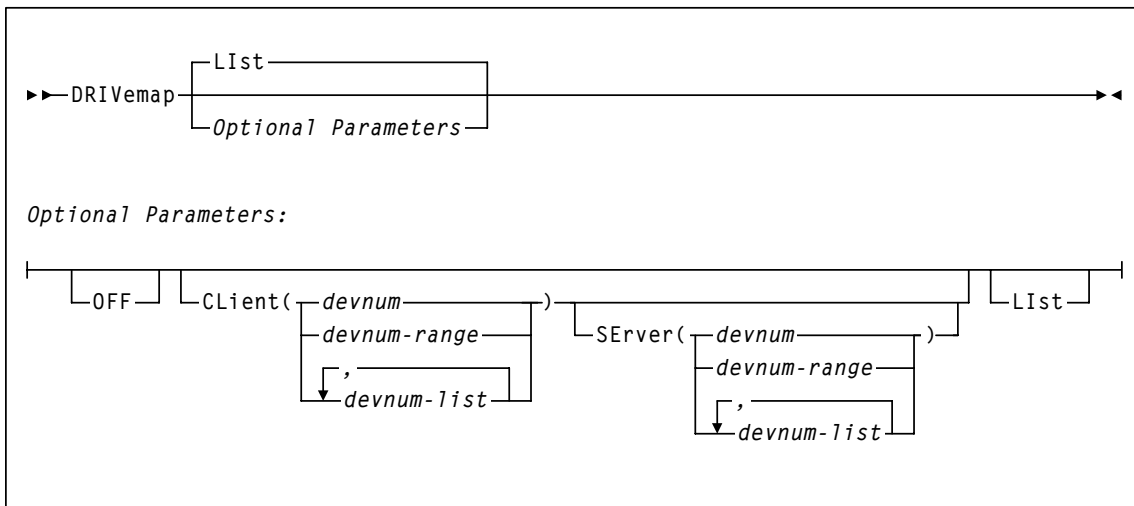 LIst
DRIVemap
Optional Parameters
Optional Parameters:
OFF CLient( devnum ) LIst
devnum-range SErver( devnum )
, devnum-range
devnum-list ,
devnum-list